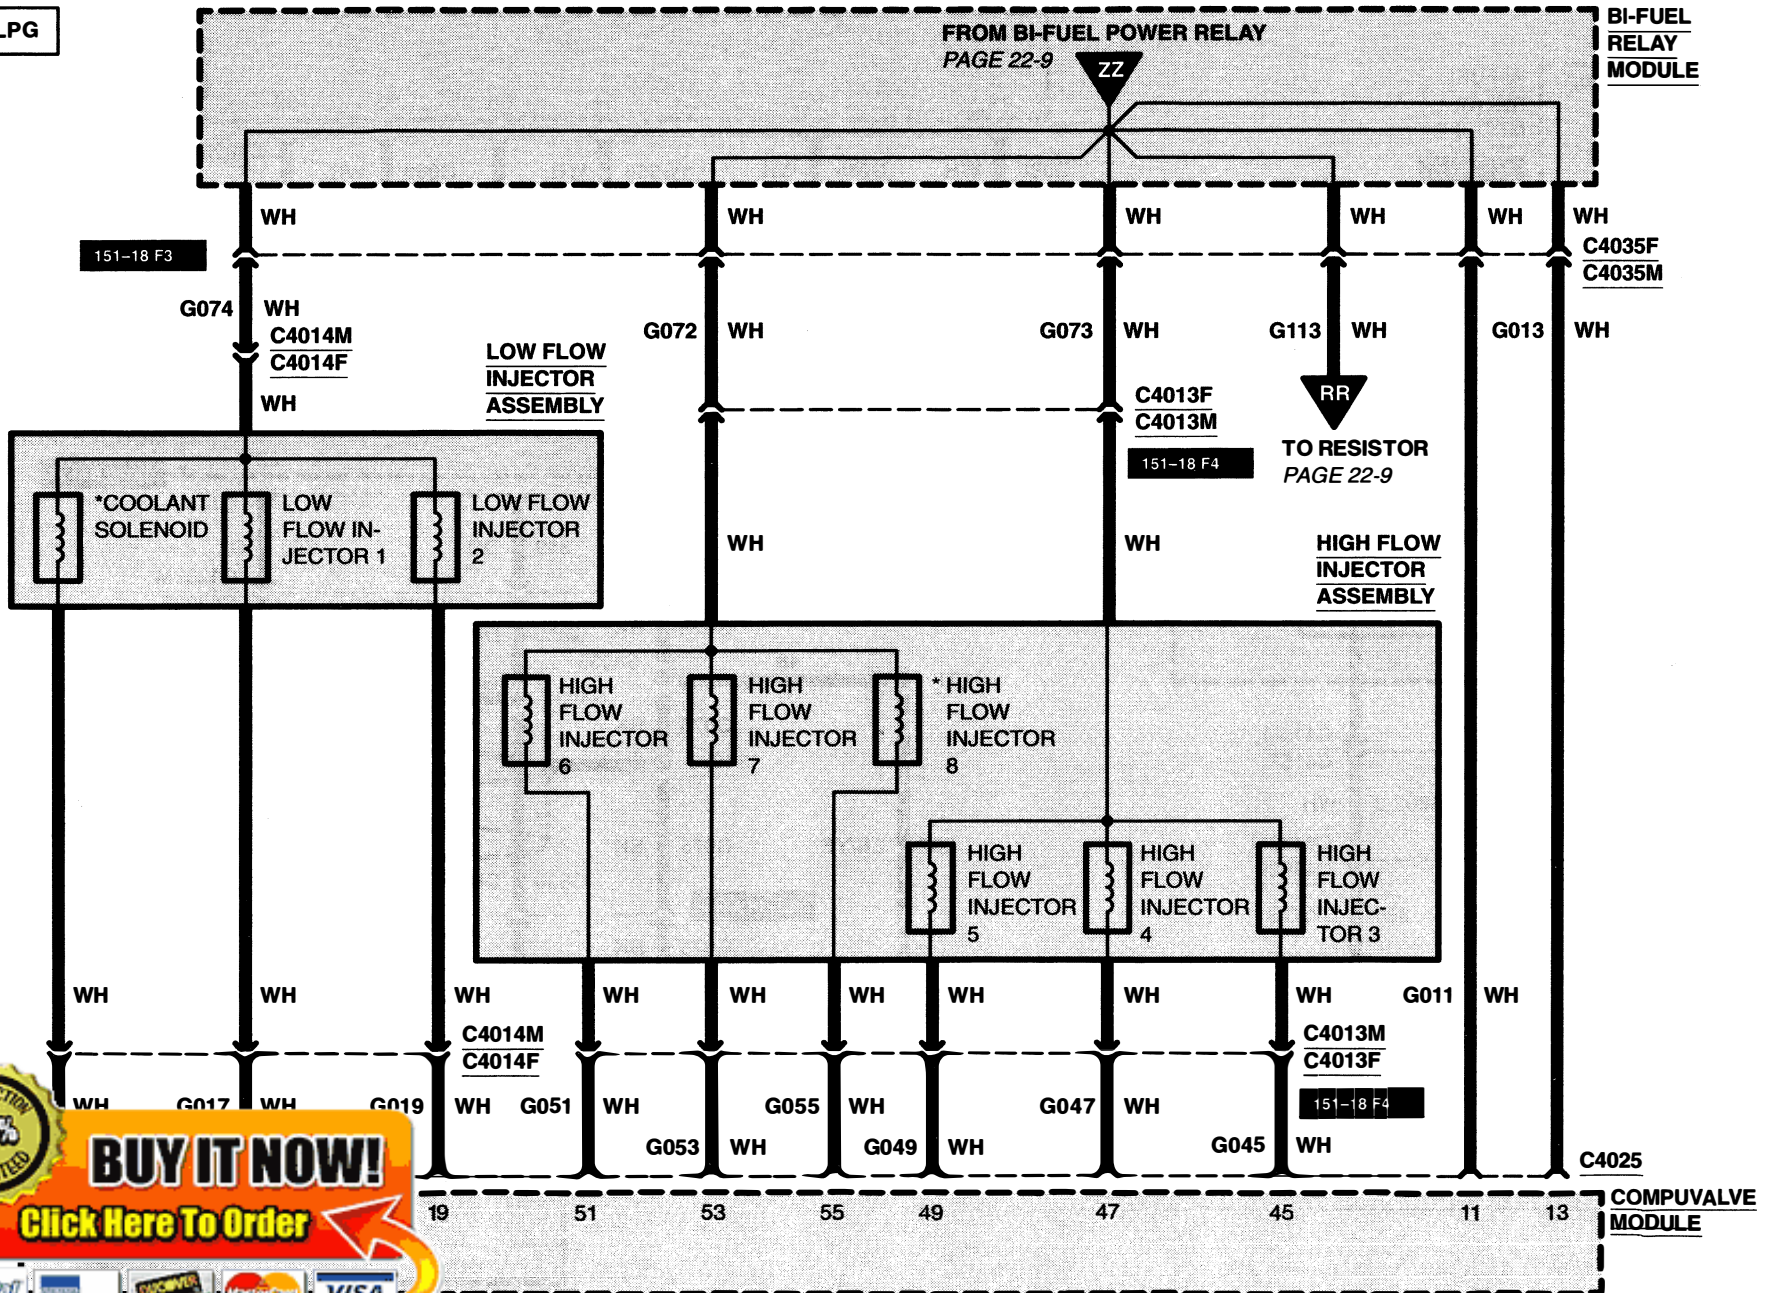 LPG
FROM BI-FUEL POWER RELAY
PAGE 22-9
ZZ
BI-FUEL
RELAY
MODULE
WH
WH
WH
WH
WH
WH
151-18 F3
C4035F
C4035M
G074
WH
C4014M
C4014F
WH
G072
WH
G073
WH
G113
WH
G013
WH
LOW FLOW
INJECTOR
ASSEMBLY
C4013F
C4013M
151-18 F4
RR
TO RESISTOR
PAGE 22-9
*COOLANT
SOLENOID
LOW
FLOW IN-
JECTOR 1
LOW FLOW
INJECTOR
2
WH
WH
HIGH FLOW
INJECTOR
ASSEMBLY
HIGH
FLOW
INJECTOR
6
HIGH
FLOW
INJECTOR
7
* HIGH
FLOW
INJECTOR
8
HIGH
FLOW
INJECTOR
5
HIGH
FLOW
INJECTOR
4
HIGH
FLOW
INJEC-
TOR 3
WH
WH
WH
WH
WH
WH
WH
WH
WH
G011
WH
C4014M
C4014F
C4013M
C4013F
WH
G017
WH
G019
WH
G051
WH
G055
WH
G047
WH
151-18 F4
G053
WH
G049
WH
G045
WH
C4025
BUY IT NOW!
Click Here To Order
19
51
53
55
49
47
45
11
13
COMPUVALVE
MODULE
DISCOVER
VISA